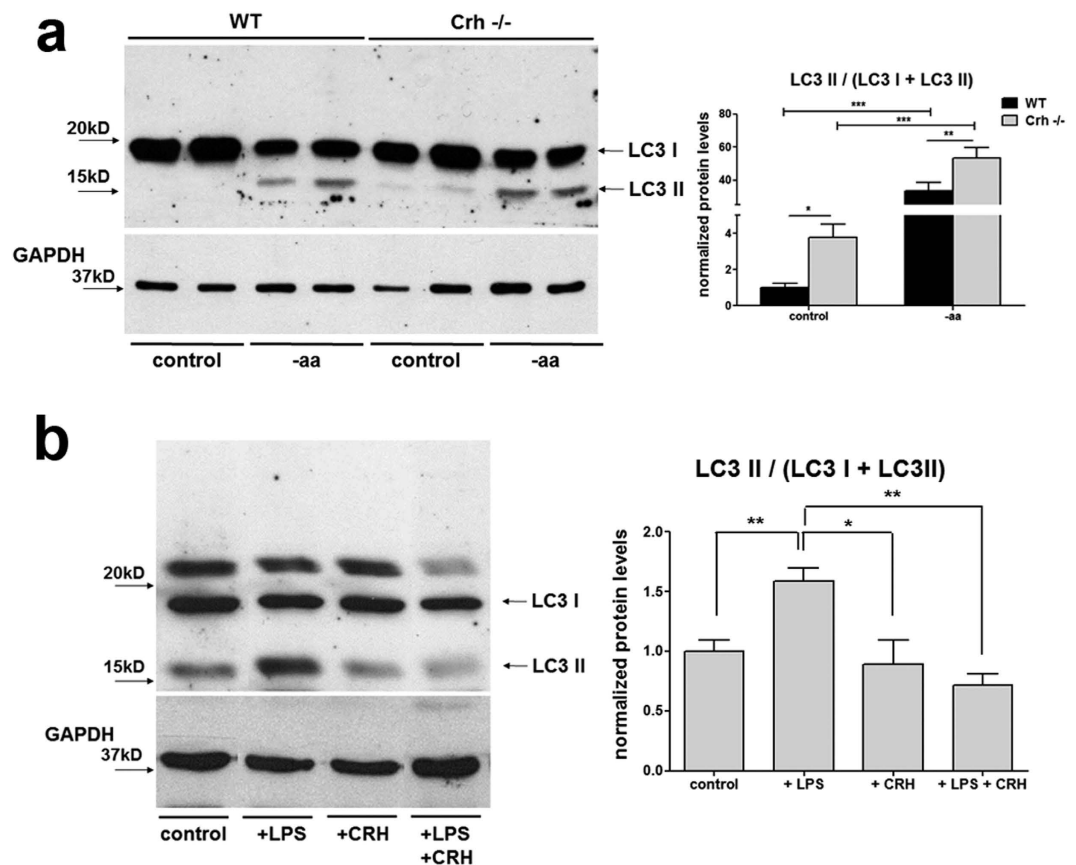 a
WT
Crh -/-
20kD
LC3 I
15kD
LC3 II
GAPDH
37kD
control
-aa
control
-aa
LC3 II / (LC3 I + LC3 II)
WT
Crh -/-
normalized protein levels
80
60
40
4
2
0
***
***
**
*
control
-aa
b
20kD
LC3 I
15kD
LC3 II
GAPDH
37kD
control
+LPS
+CRH
+LPS
+CRH
LC3 II / (LC3 I + LC3II)
normalized protein levels
2.0
1.5
1.0
0.5
0.0
**
**
*
control
+ LPS
+ CRH
+ LPS + CRH